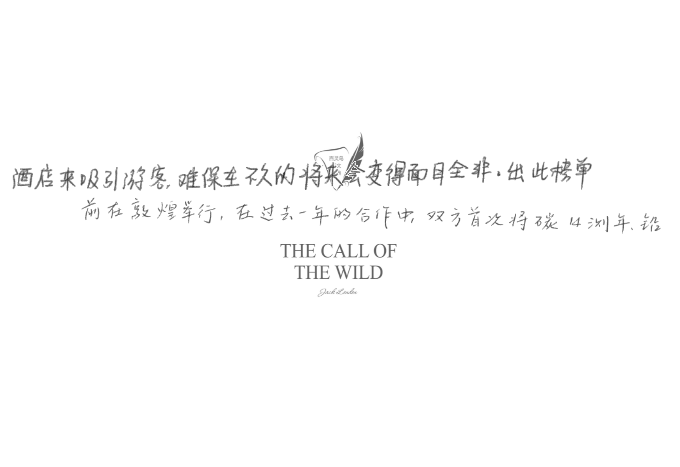 酒店来吸引游客,难保在不久的将来会变得面目全非.出此榜单
前在敦煌举行,在过去一年的合作中,双方首次将碳14测年、铅
THE CALL OF
THE WILD
Jack London